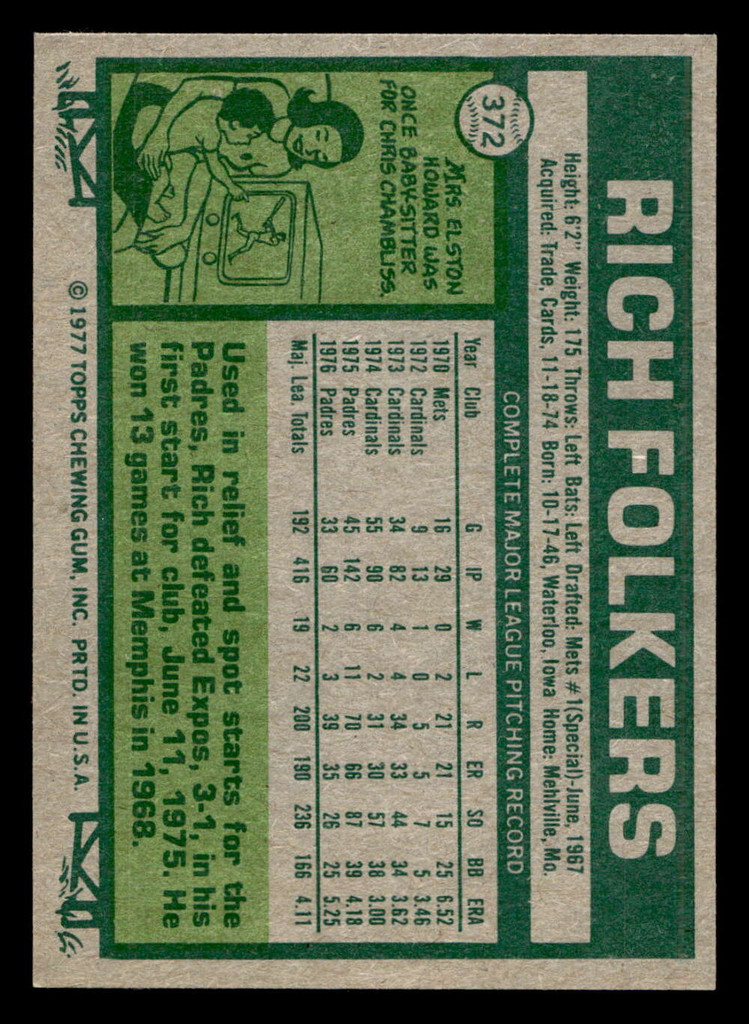 372
RICH FOLKERS
Height: 6'2" Weight: 175 Throws: Left Bats: Left Drafted: Mets #1(Special)-June, 1967
Acquired: Trade, Cards, 11-18-74 Born: 10-17-46, Waterloo, Iowa Home: Mehlville, Mo.
COMPLETE MAJOR LEAGUE PITCHING RECORD
Year Club G IP W L R ER SO BB ERA
1970 Mets 16 29 0 2 21 21 15 25 6.52
1972 Cardinals 9 13 1 0 5 5 7 5 3.46
1973 Cardinals 34 82 4 4 34 33 44 34 3.62
1974 Cardinals 55 90 6 2 31 30 57 38 3.00
1975 Padres 45 142 6 11 70 66 87 39 4.18
1976 Padres 33 60 2 3 39 35 26 25 5.25
Maj. Lea. Totals 192 416 19 22 200 190 236 166 4.11
MRS. ELSTON
HOWARD WAS
ONCE BABY-SITTER
FOR CHRIS CHAMBLISS.
Used in relief and spot starts for the
Padres, Rich defeated Expos, 3-1, in his
first start for club, June 11, 1975. He
won 13 games at Memphis in 1968.
© 1977 TOPPS CHEWING GUM, INC. PRTD. IN U.S.A.